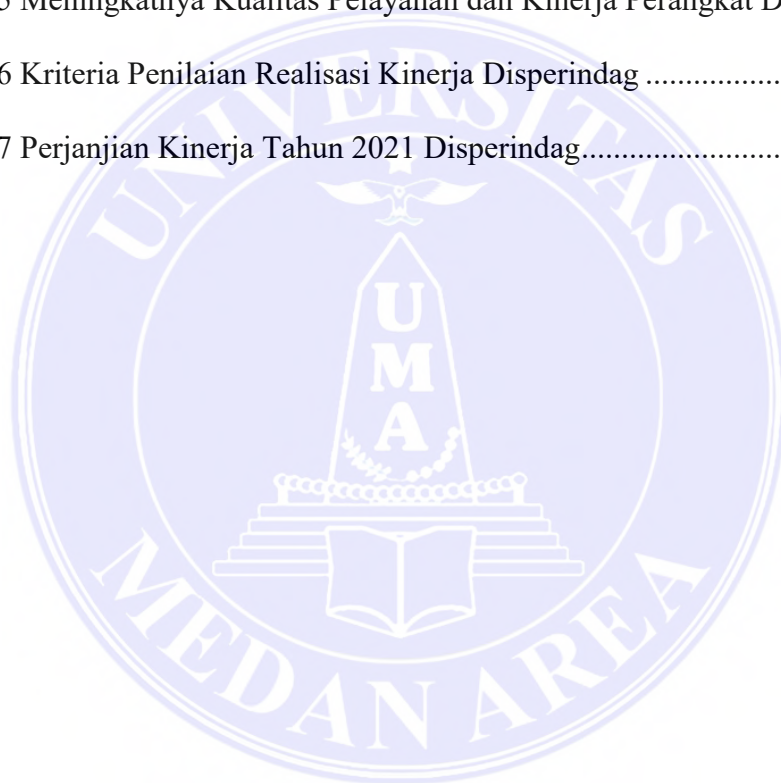 5 Meningkatnya Kualitas Pelayanan dan Kinerja Perangkat D
6 Kriteria Penilaian Realisasi Kinerja Disperindag .................
7 Perjanjian Kinerja Tahun 2021 Disperindag.........................
UNIVERSITAS
UMA
MEDAN AREA